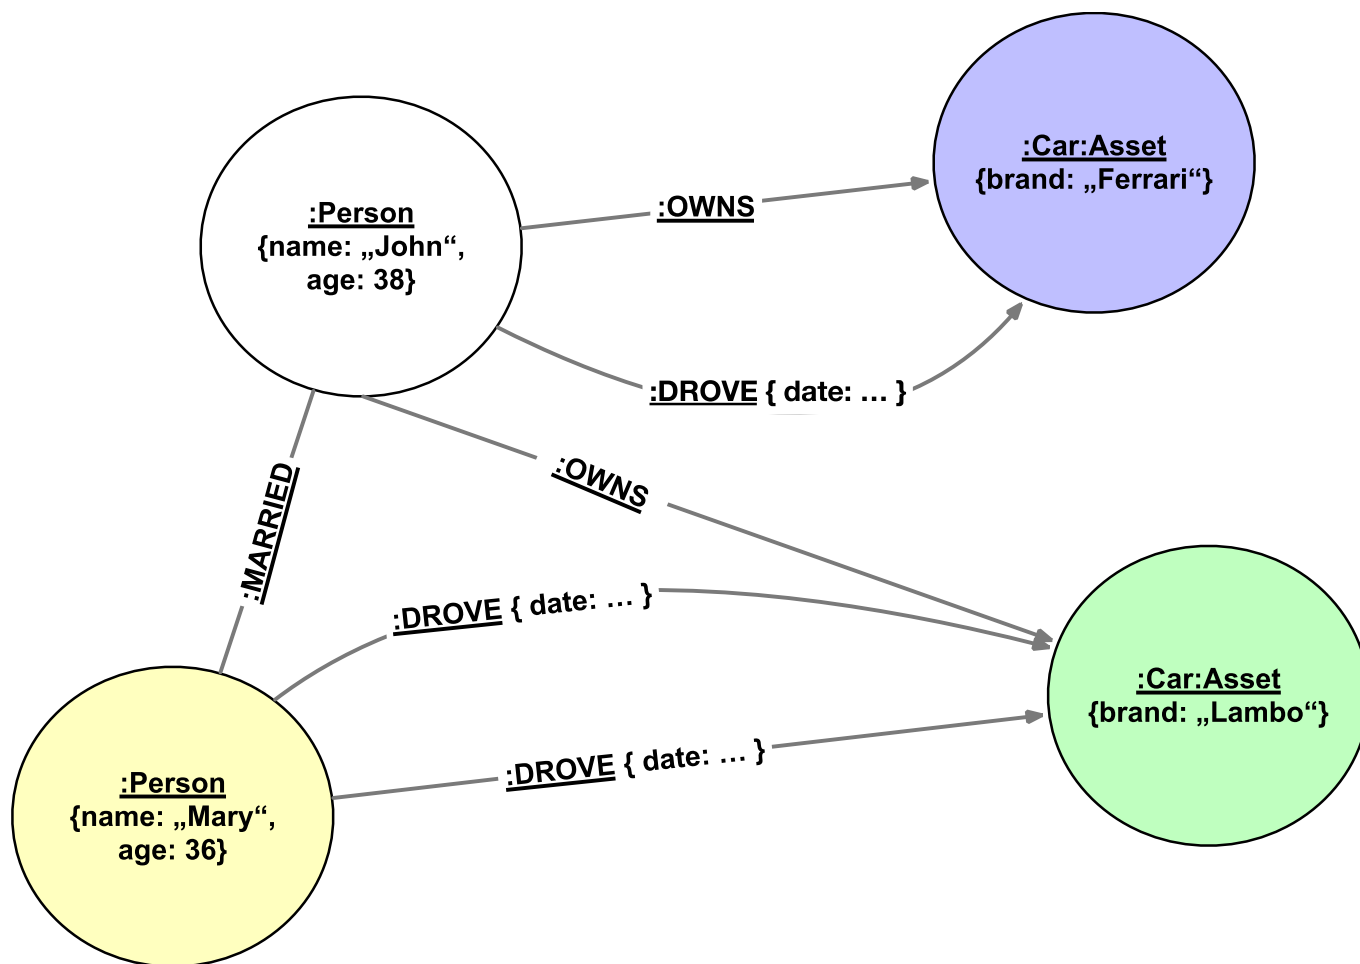 :Car:Asset
{brand: „Ferrari“}
:Person
{name: „John“,
age: 38}
:OWNS
:DROVE { date: … }
:OWNS
:MARRIED
:DROVE { date: … }
:Car:Asset
{brand: „Lambo“}
:DROVE { date: … }
:Person
{name: „Mary“,
age: 36}